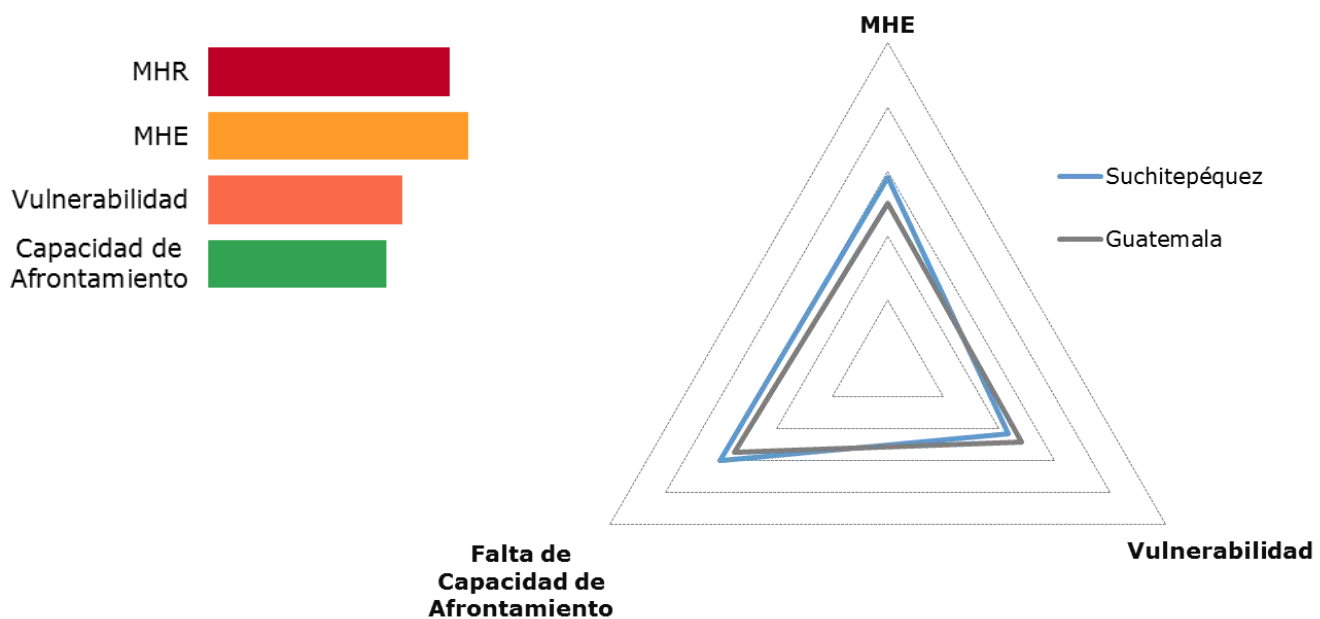 MHR
MHE
Vulnerabilidad
Capacidad de
Afrontamiento
MHE
Suchitepéquez
Guatemala
Falta de
Capacidad de
Afrontamiento
Vulnerabilidad